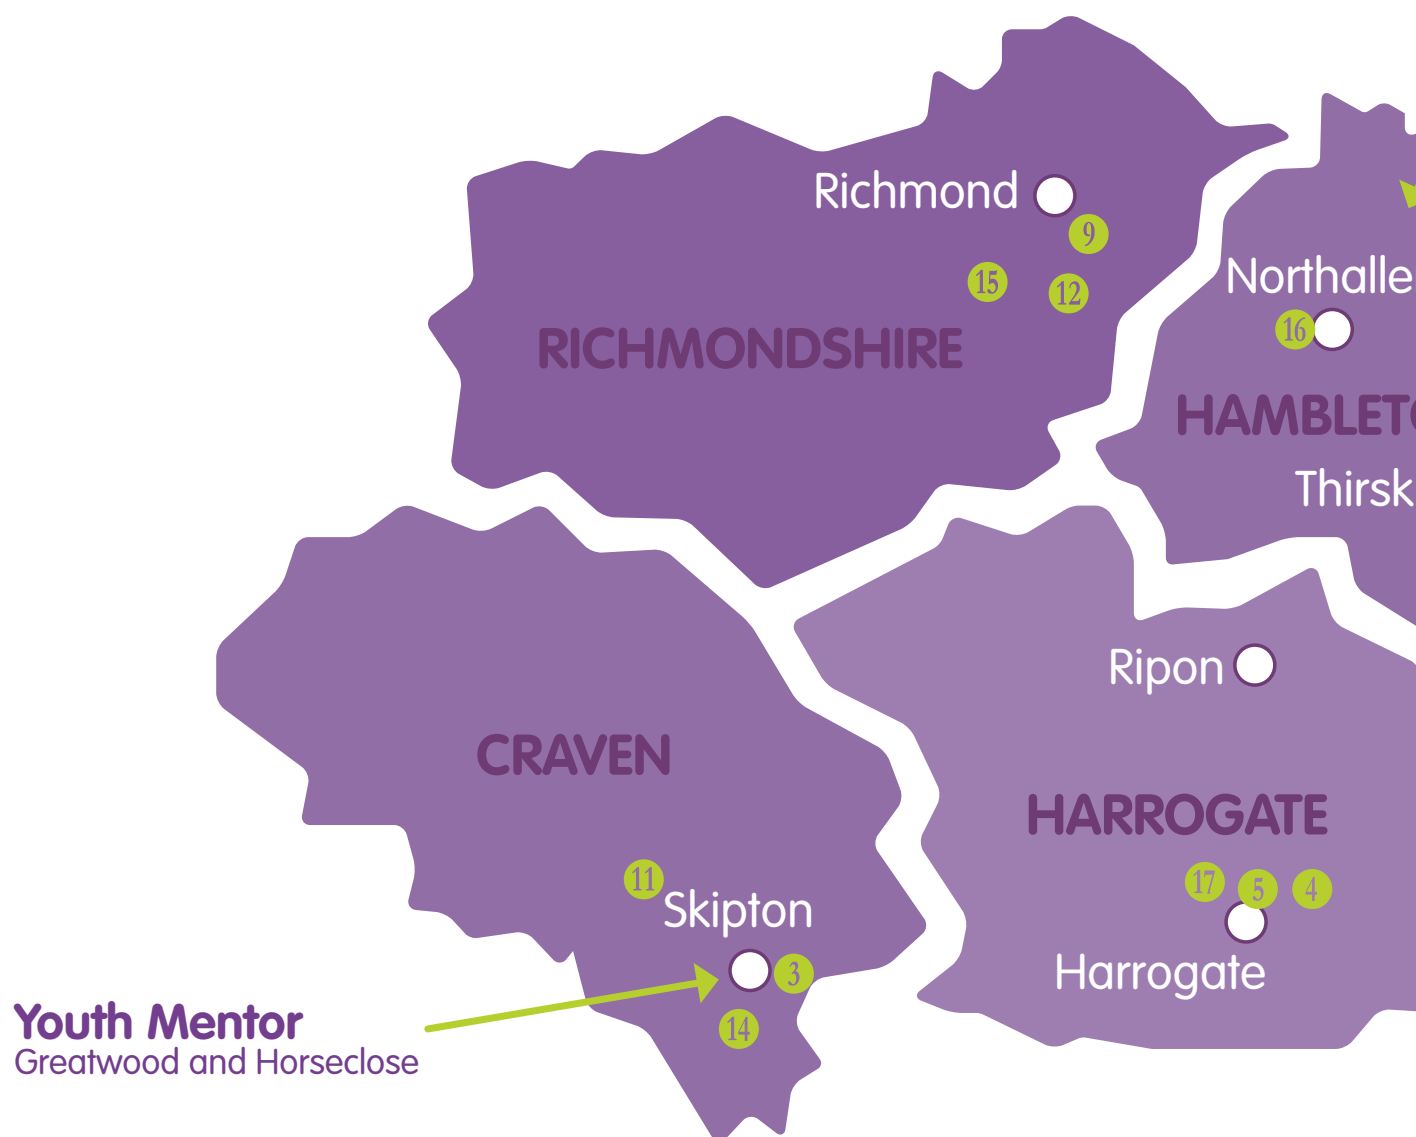 Richmond
9
15
12
RICHMONDSHIRE
Northalle
16
HAMBLET
Thirsk
Ripon
CRAVEN
HARROGATE
11
Skipton
17
5
4
3
Harrogate
14
Youth Mentor
Greatwood and Horseclose